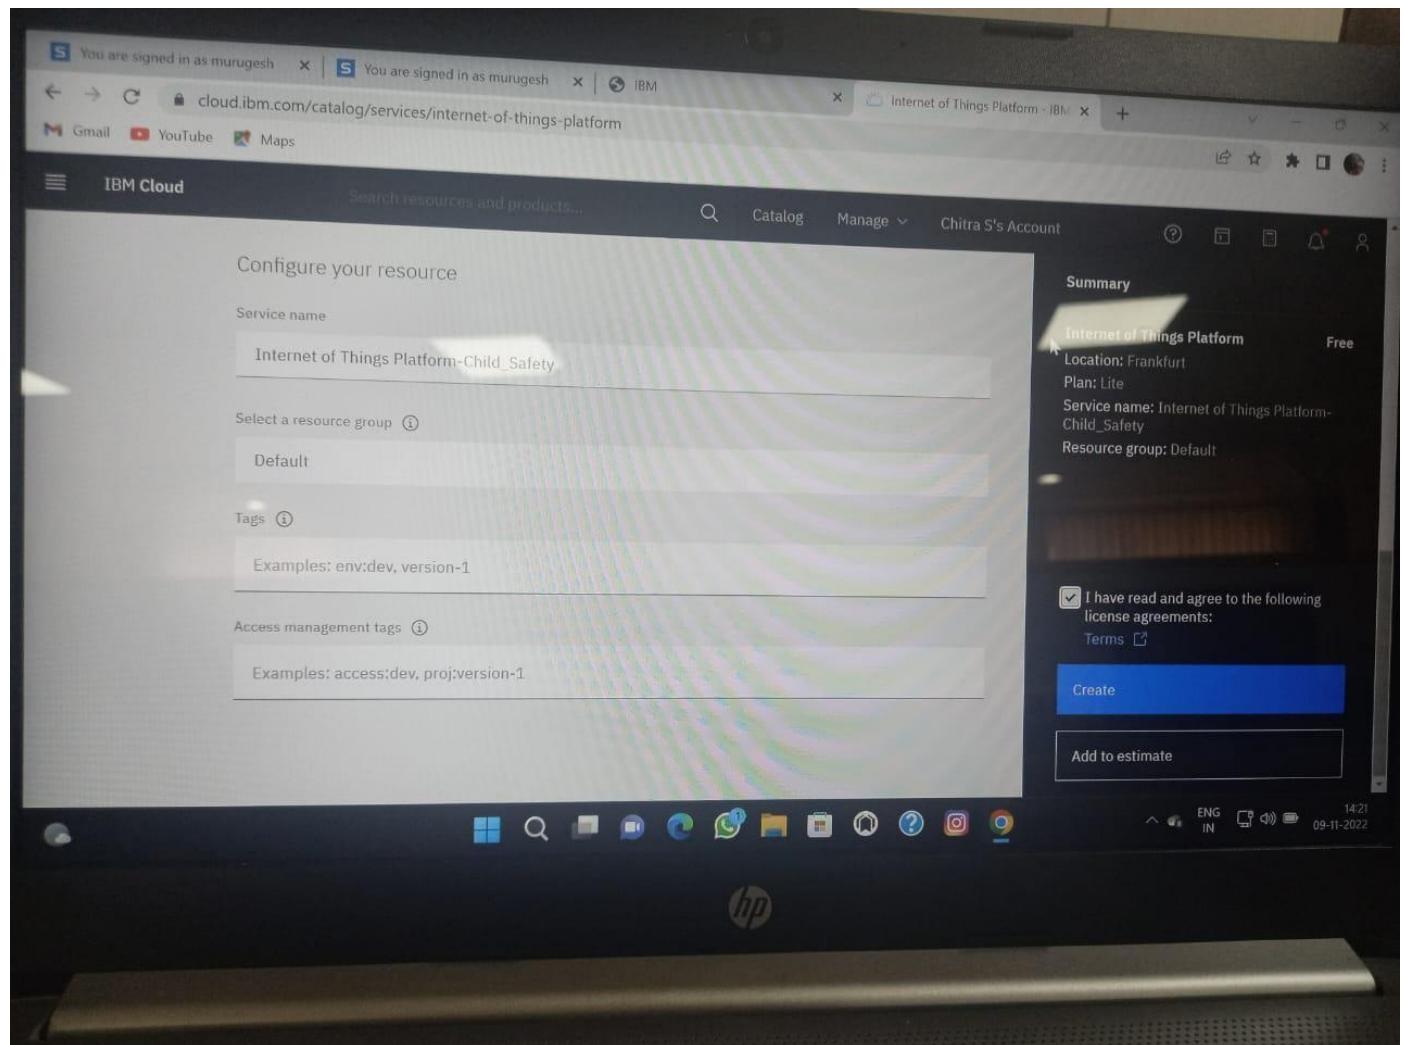 You are signed in as murugesh
You are signed in as murugesh
IBM
Internet of Things Platform - IBM
cloud.ibm.com/catalog/services/internet-of-things-platform
Gmail
YouTube
Maps
IBM Cloud
Search resources and products...
Catalog
Manage
Chitra S's Account
Configure your resource
Service name
Internet of Things Platform-Child_Safety
Select a resource group
Default
Tags
Examples: env:dev, version-1
Access management tags
Examples: access:dev, proj:version-1
Summary
Internet of Things Platform Free
Location: Frankfurt
Plan: Lite
Service name: Internet of Things Platform-
Child_Safety
Resource group: Default
I have read and agree to the following
license agreements:
Terms
Create
Add to estimate
ENG
IN
14:21
09-11-2022
hp